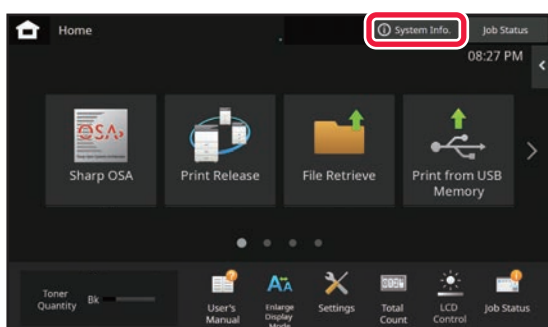 Home
System Info.
Job Status
08:27 PM
OSA
Sharp OSA
Print Release
File Retrieve
Print from USB
Memory
Toner
Quantity
Bk
User's
Manual
Enlarge
Display
Mode
Settings
Total
Count
LCD
Control
Job Status